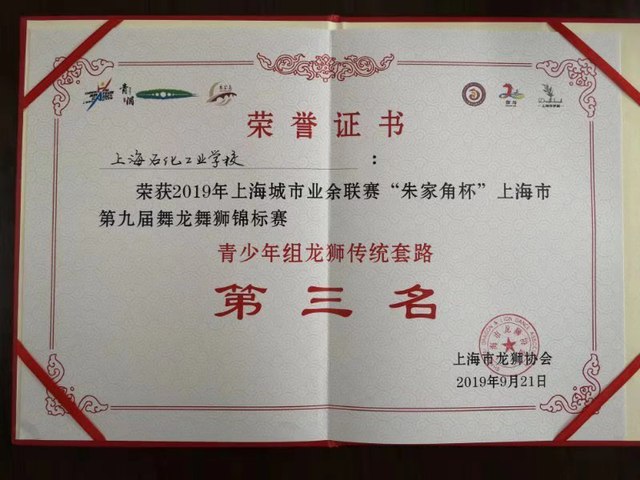 荣誉证书
上海石化工业学校：
荣获2019年上海城市业余联赛“朱家角杯”上海市
第九届舞龙舞狮锦标赛
青少年组龙狮传统套路
第三名
上海市龙狮协会
2019年9月21日